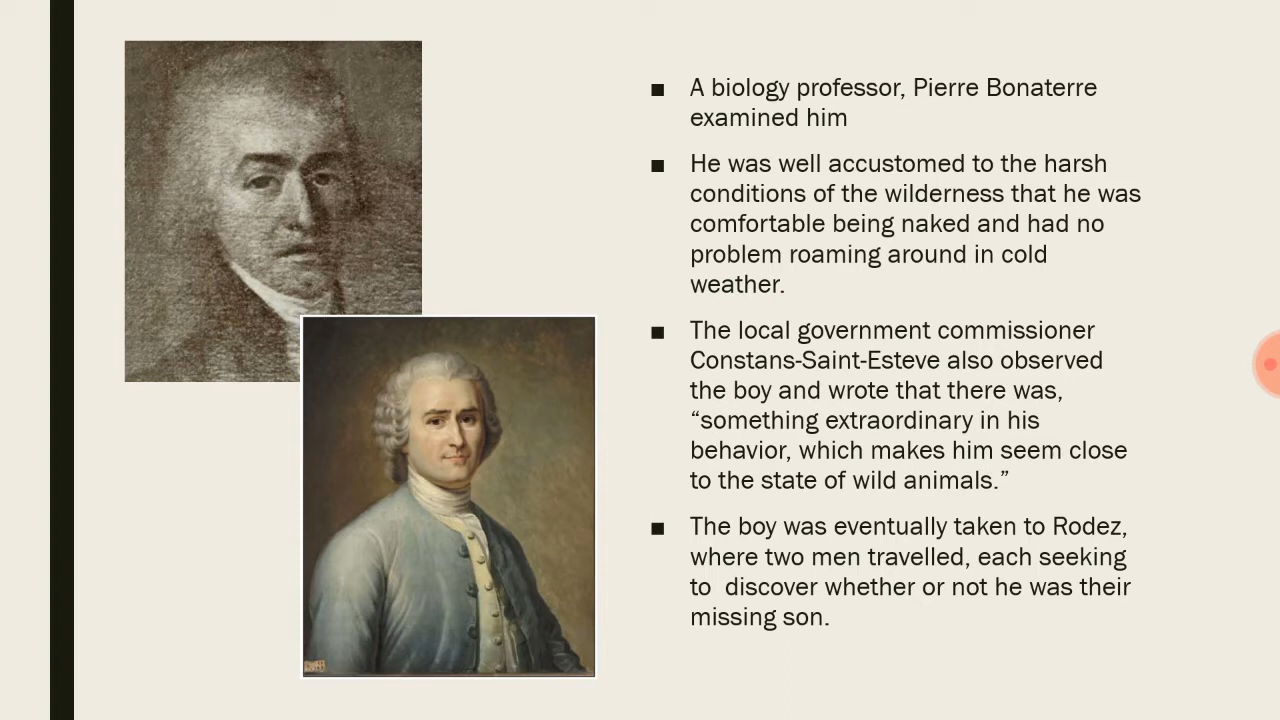 ■ A biology professor, Pierre Bonaterre
examined him
■ He was well accustomed to the harsh
conditions of the wilderness that he was
comfortable being naked and had no
problem roaming around in cold
weather.
■ The local government commissioner
Constans-Saint-Esteve also observed
the boy and wrote that there was,
“something extraordinary in his
behavior, which makes him seem close
to the state of wild animals.”
■ The boy was eventually taken to Rodez,
where two men travelled, each seeking
to  discover whether or not he was their
missing son.